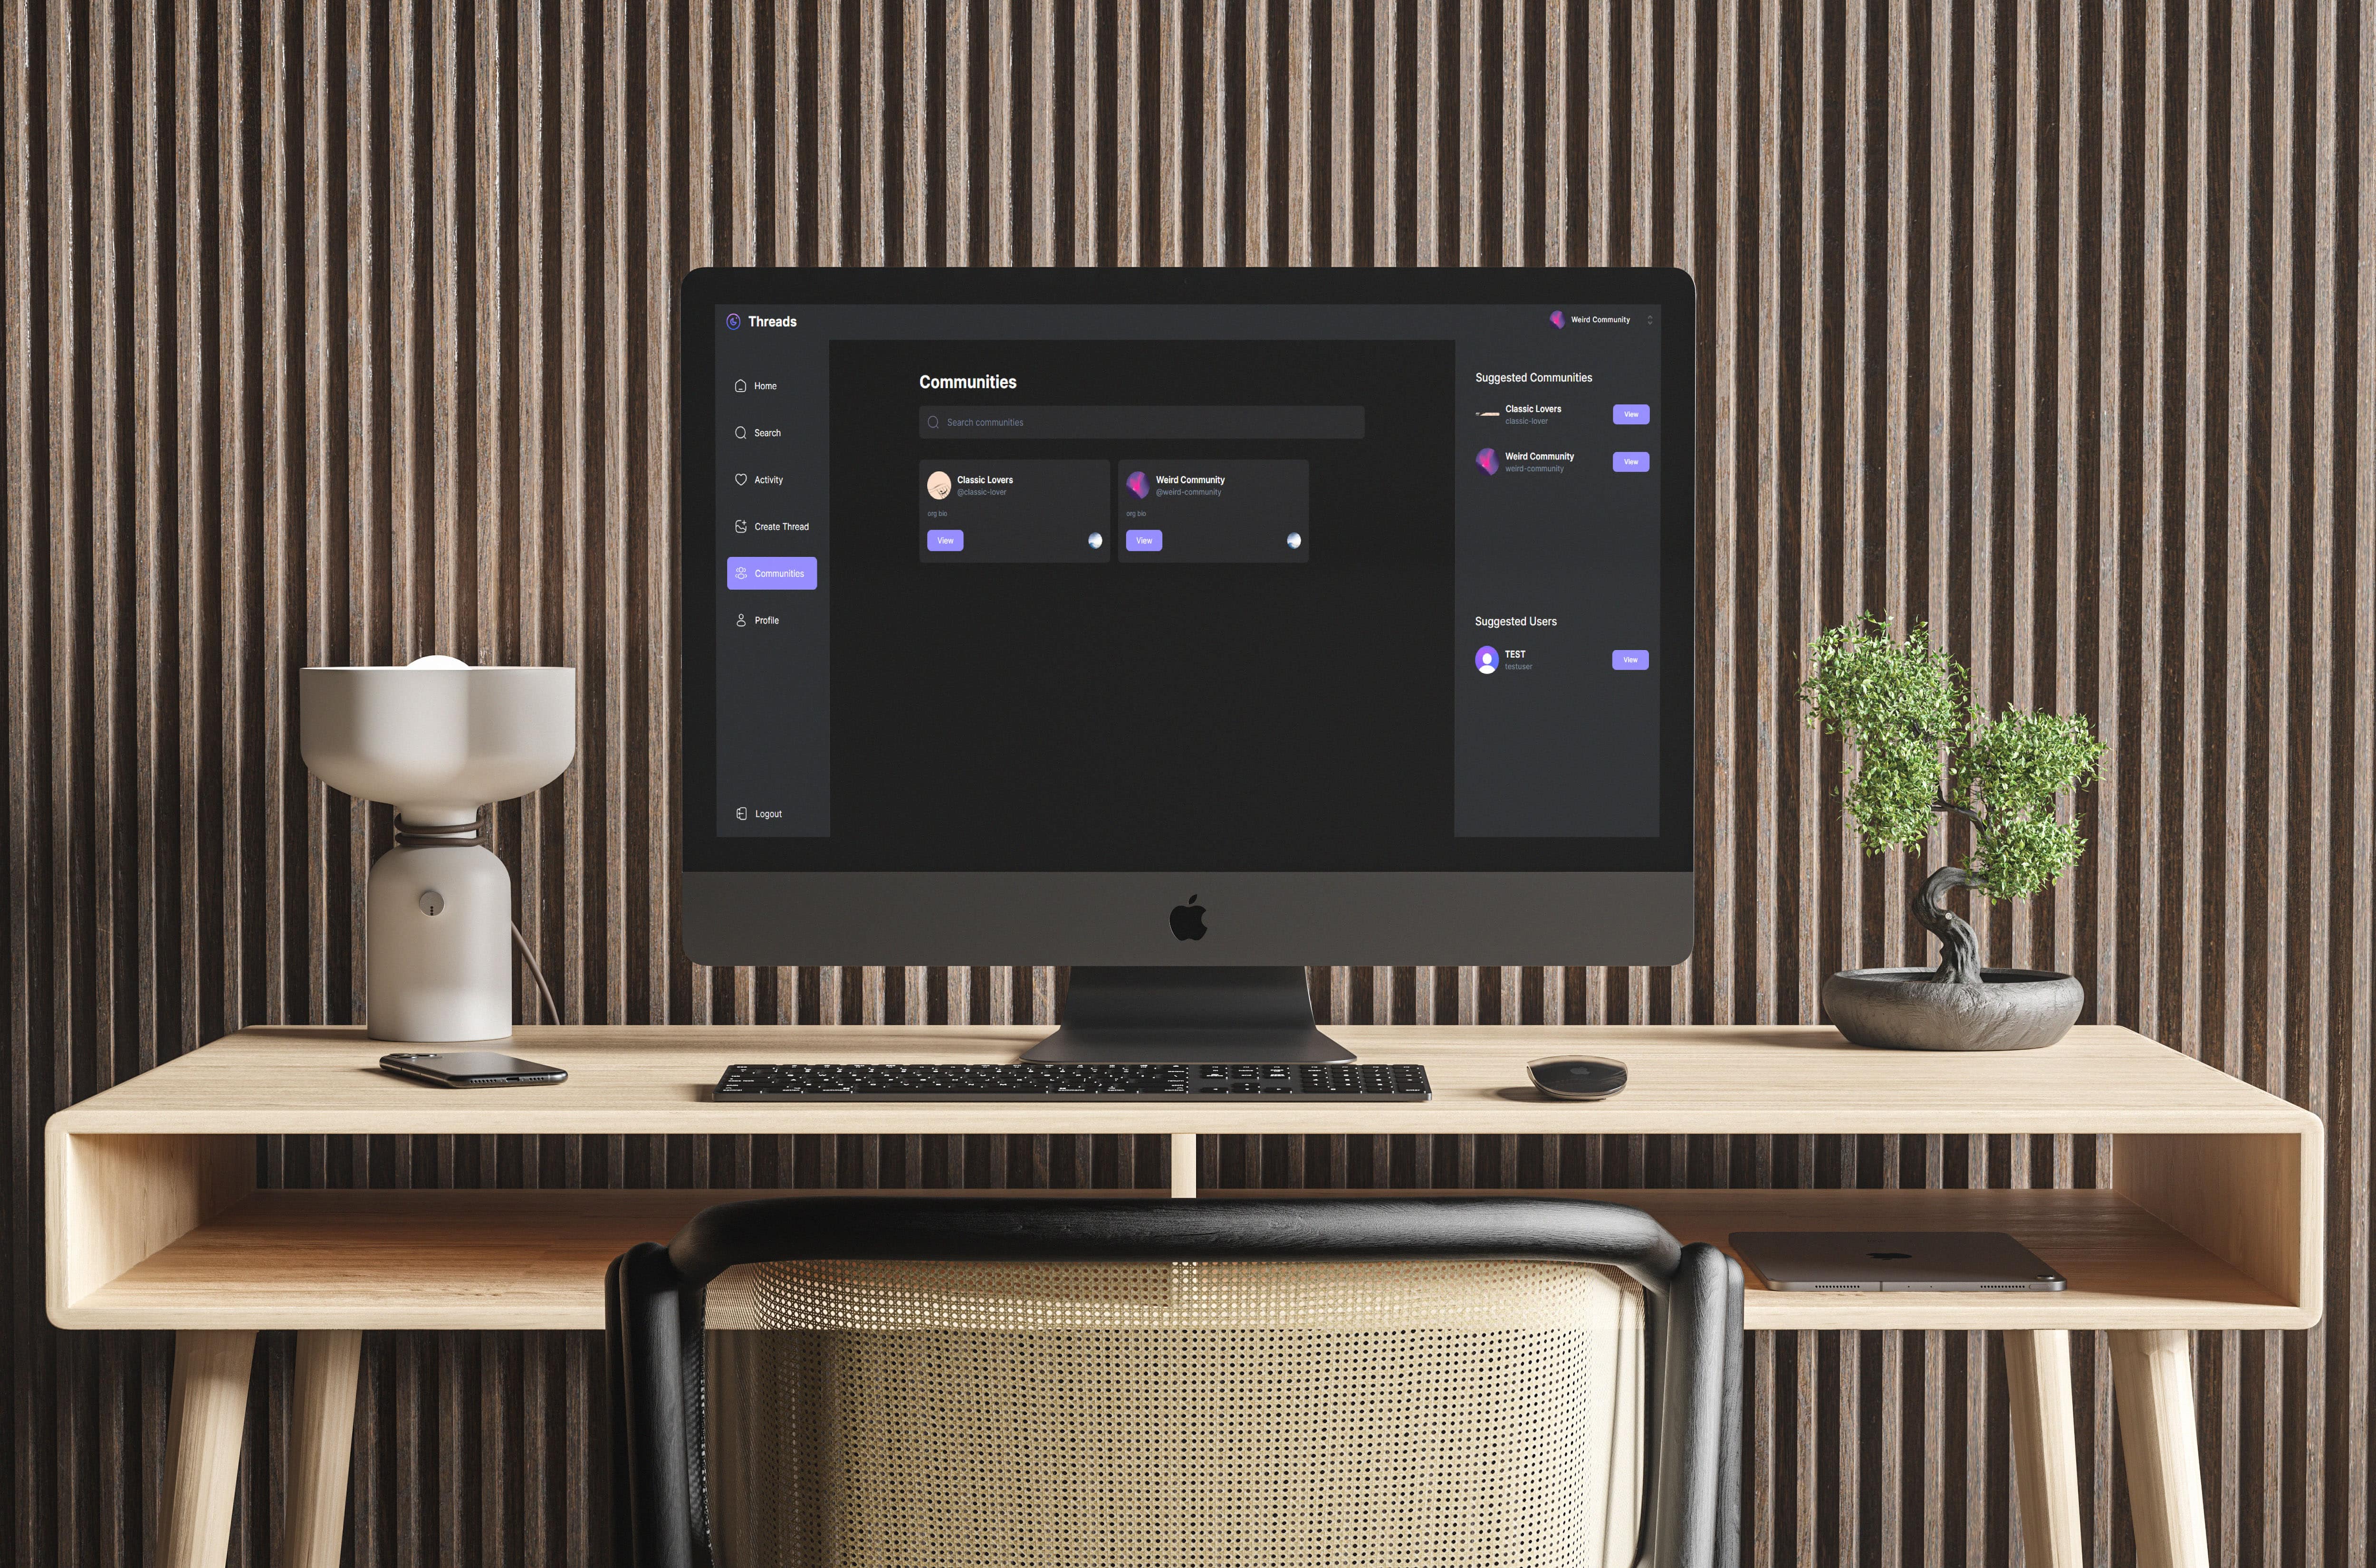 Threads
Weird Community
Home
Search
Activity
Create Thread
Communities
Profile
Logout
Communities
Search communities
Classic Lovers
@classic-lover
org bio
View
Weird Community
@weird-community
org bio
View
Suggested Communities
Classic Lovers
classic-lover
View
Weird Community
weird-community
View
Suggested Users
TEST
testuser
View